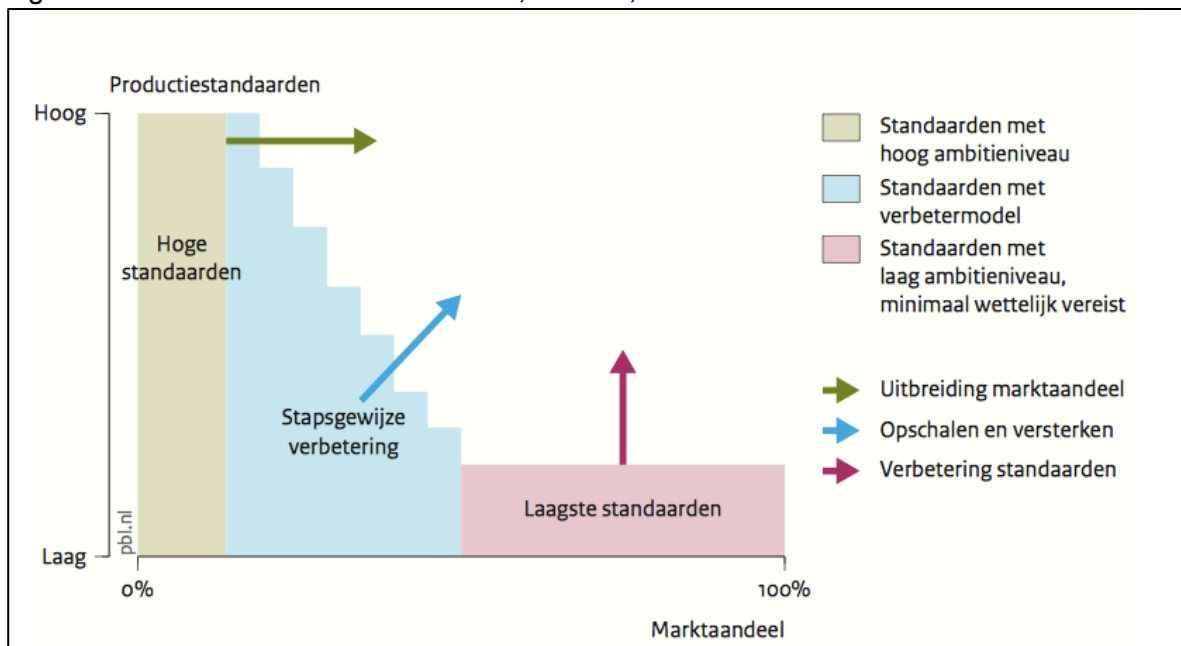 Productiestandaarden
Hoog
Hoge
standaarden
Stapsgewijze
verbetering
Laagste standaarden
pbl.nl
Laag
0%
100%
Marktaandeel
Standaarden met
hoog ambitieniveau
Standaarden met
verbetermodel
Standaarden met
laag ambitieniveau,
minimaal wettelijk vereist
Uitbreiding marktaandeel
Opschalen en versterken
Verbetering standaarden